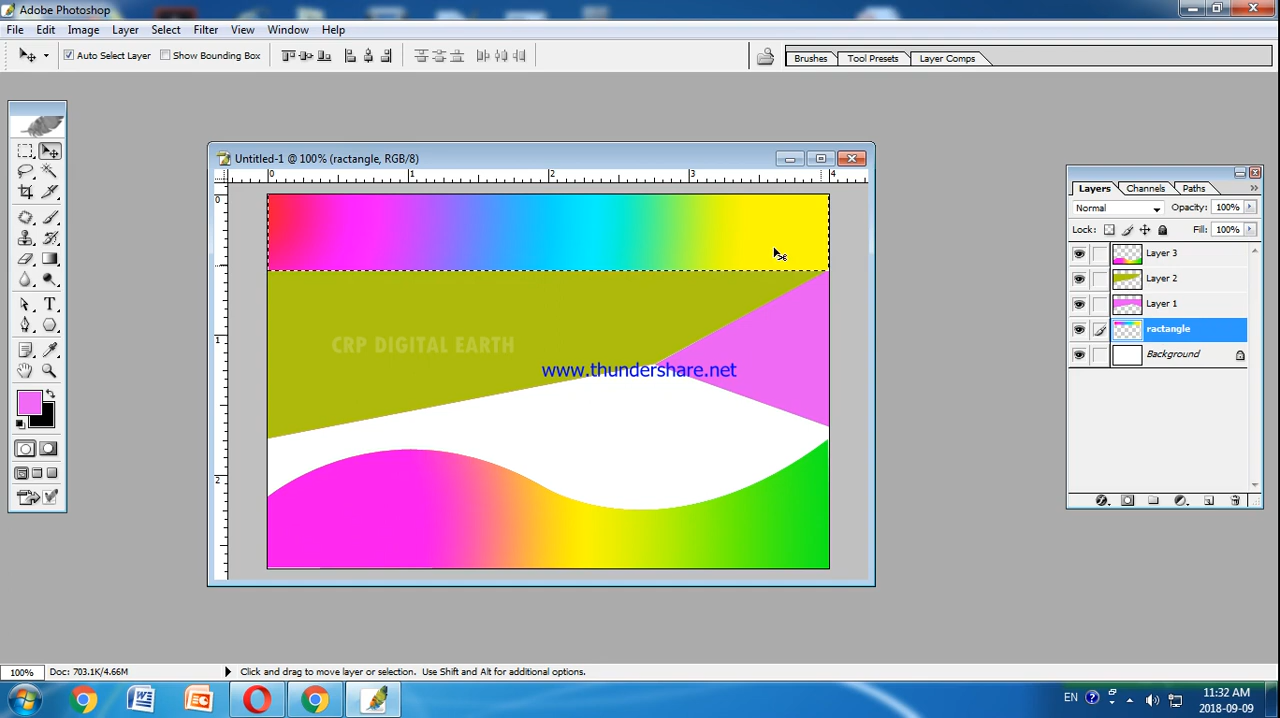 Adobe Photoshop
File Edit Image Layer Select Filter View Window Help
Auto Select Layer Show Bounding Box
Brushes Tool Presets Layer Comps
Untitled-1 @ 100% (ractangle, RGB/8)
0 1 2 3 4
0
1
2
CRP DIGITAL EARTH
www.thundershare.net
Layers Channels Paths
Normal Opacity: 100%
Lock: Fill: 100%
Layer 3
Layer 2
Layer 1
ractangle
Background
100% Doc: 703.1K/4.66M Click and drag to move layer or selection. Use Shift and Alt for additional options.
EN 11:32 AM
2018-09-09